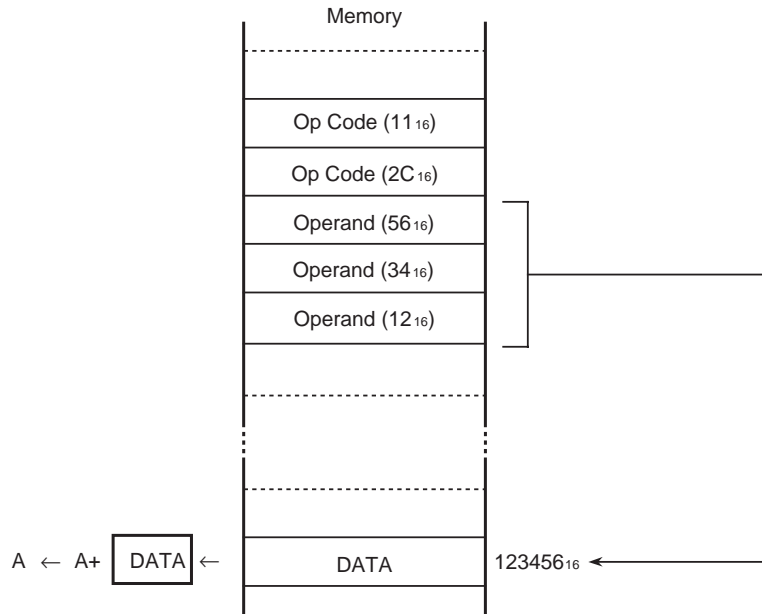 Memory
Op Code (11₁₆)
Op Code (2C₁₆)
Operand (56₁₆)
Operand (34₁₆)
Operand (12₁₆)
A ← A+ DATA ← DATA 123456₁₆